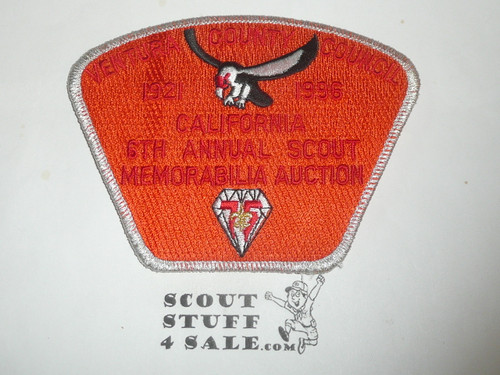 VENTURA COUNTY COUNCIL
1921 1996
CALIFORNIA
6TH ANNUAL SCOUT
MEMORABILIA AUCTION
75
SCOUT
STUFF
4 SALE.COM